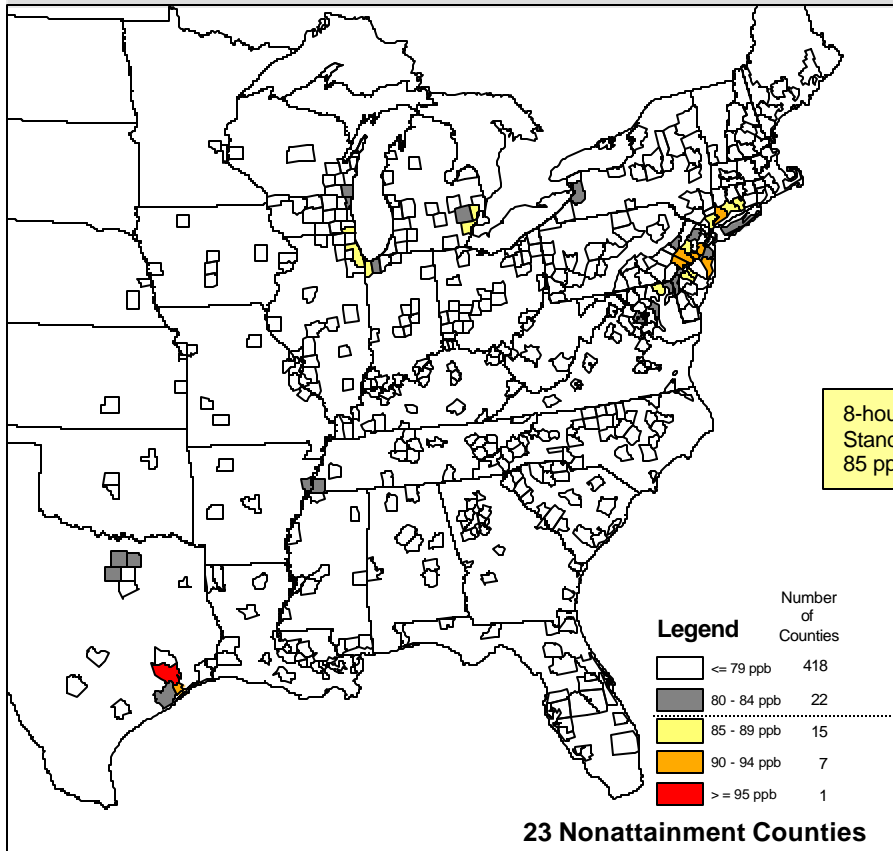 8-hou
Stand
85 pp
Legend
Number
of
Counties
<= 79 ppb 418
80 - 84 ppb 22
85 - 89 ppb 15
90 - 94 ppb 7
> = 95 ppb 1
23 Nonattainment Counties